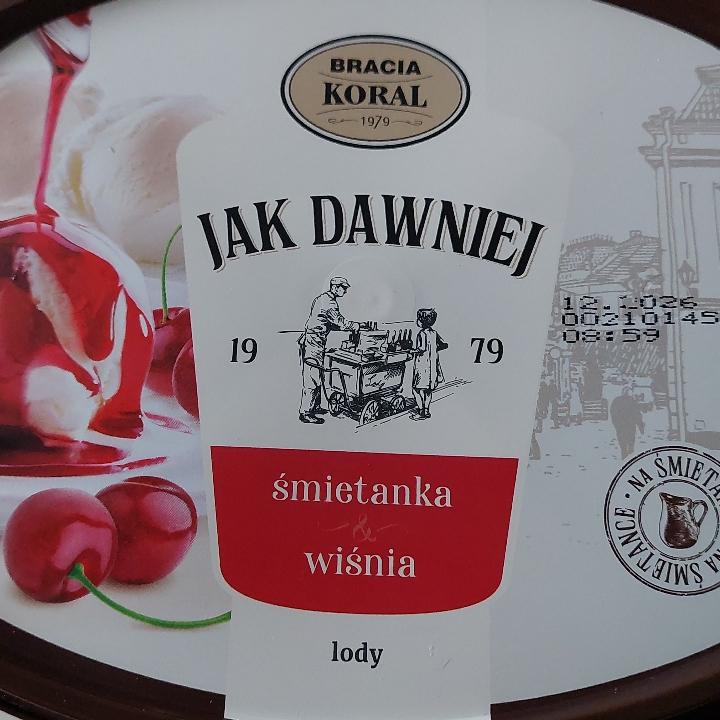 BRACIA
KORAL
1979
JAK DAWNIEJ
19 79
12.2026
00210145
08:59
śmietanka
&
wiśnia
NA ŚMIETANCE
lody